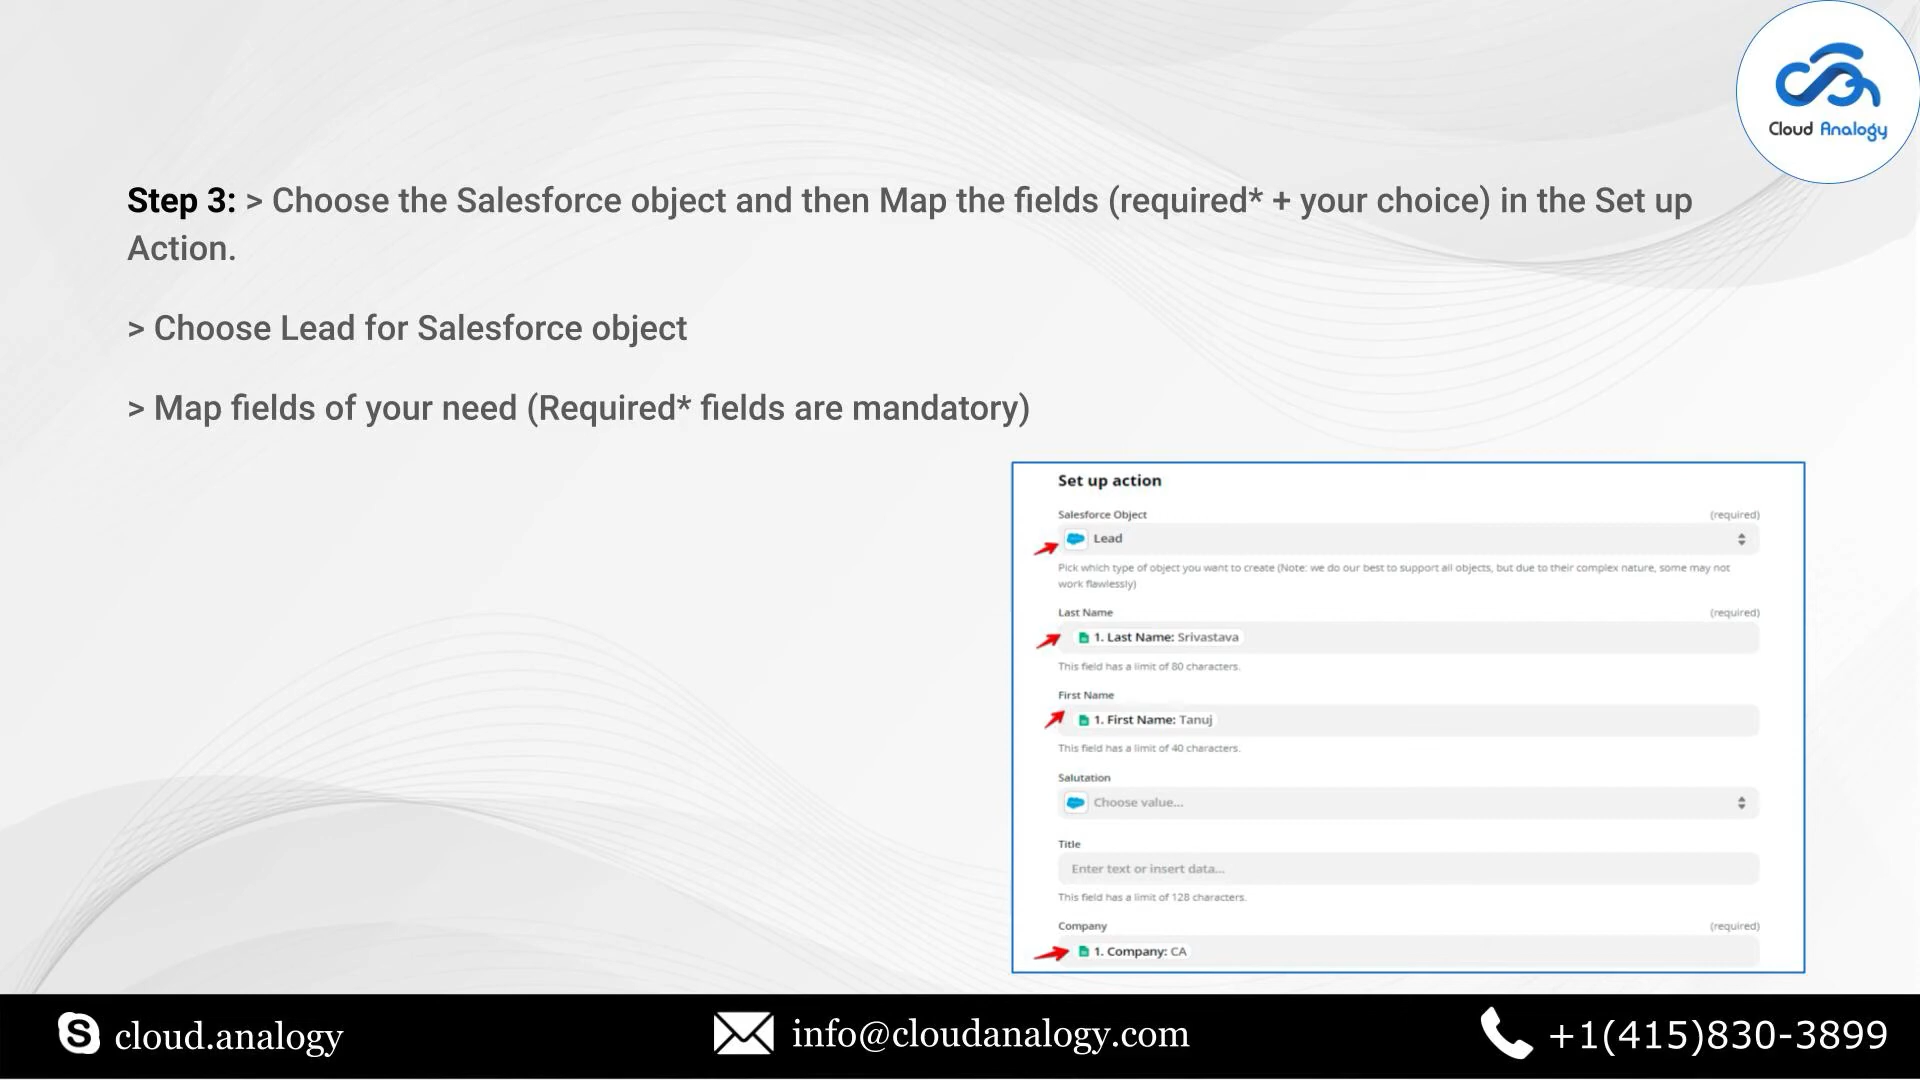 Cloud Analogy
Step 3: > Choose the Salesforce object and then Map the fields (required* + your choice) in the Set up
Action.
> Choose Lead for Salesforce object
> Map fields of your need (Required* fields are mandatory)
Set up action
Salesforce Object (required)
Lead
Pick which type of object you want to create (Note: we do our best to support all objects, but due to their complex nature, some may not
work flawlessly)
Last Name (required)
1. Last Name: Srivastava
This field has a limit of 80 characters.
First Name
1. First Name: Tanuj
This field has a limit of 40 characters.
Salutation
Choose value...
Title
Enter text or insert data...
This field has a limit of 128 characters.
Company (required)
1. Company: CA
cloud.analogy info@cloudanalogy.com +1(415)830-3899